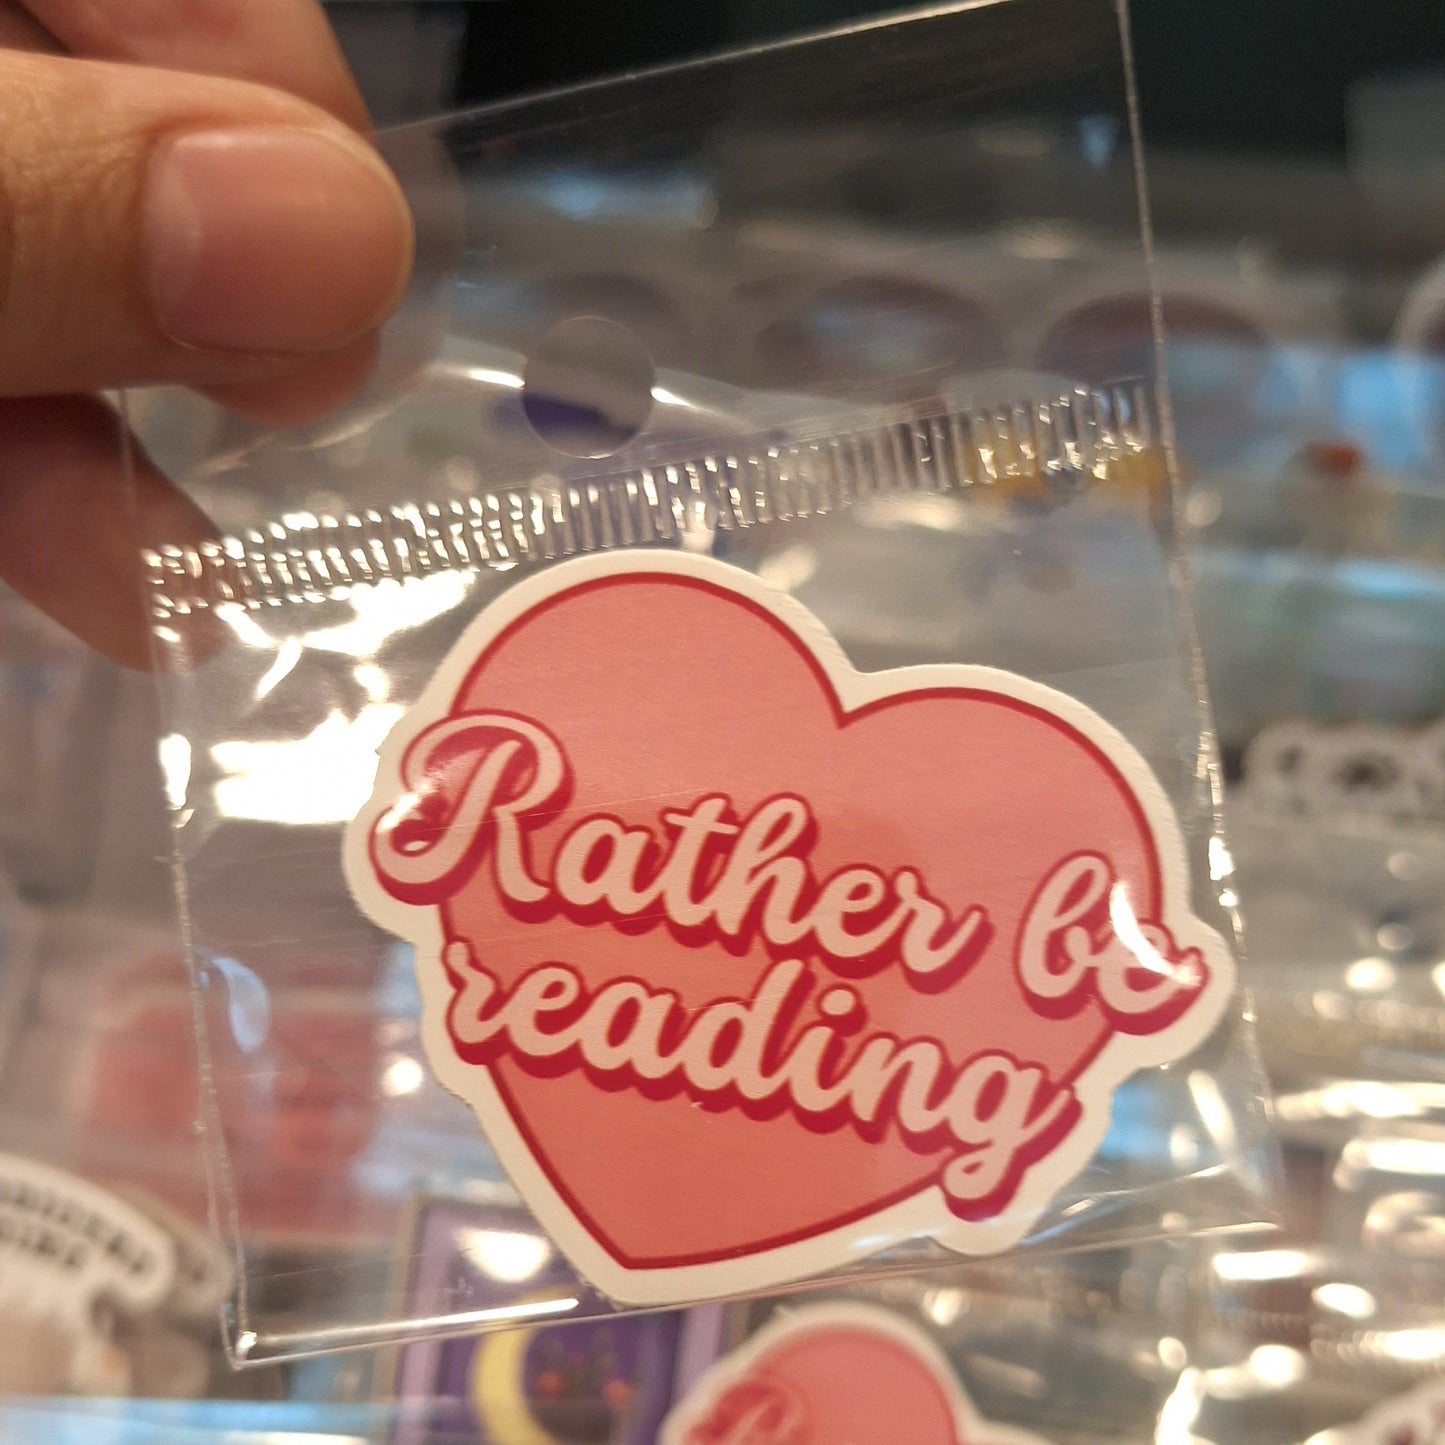 Rather be
reading